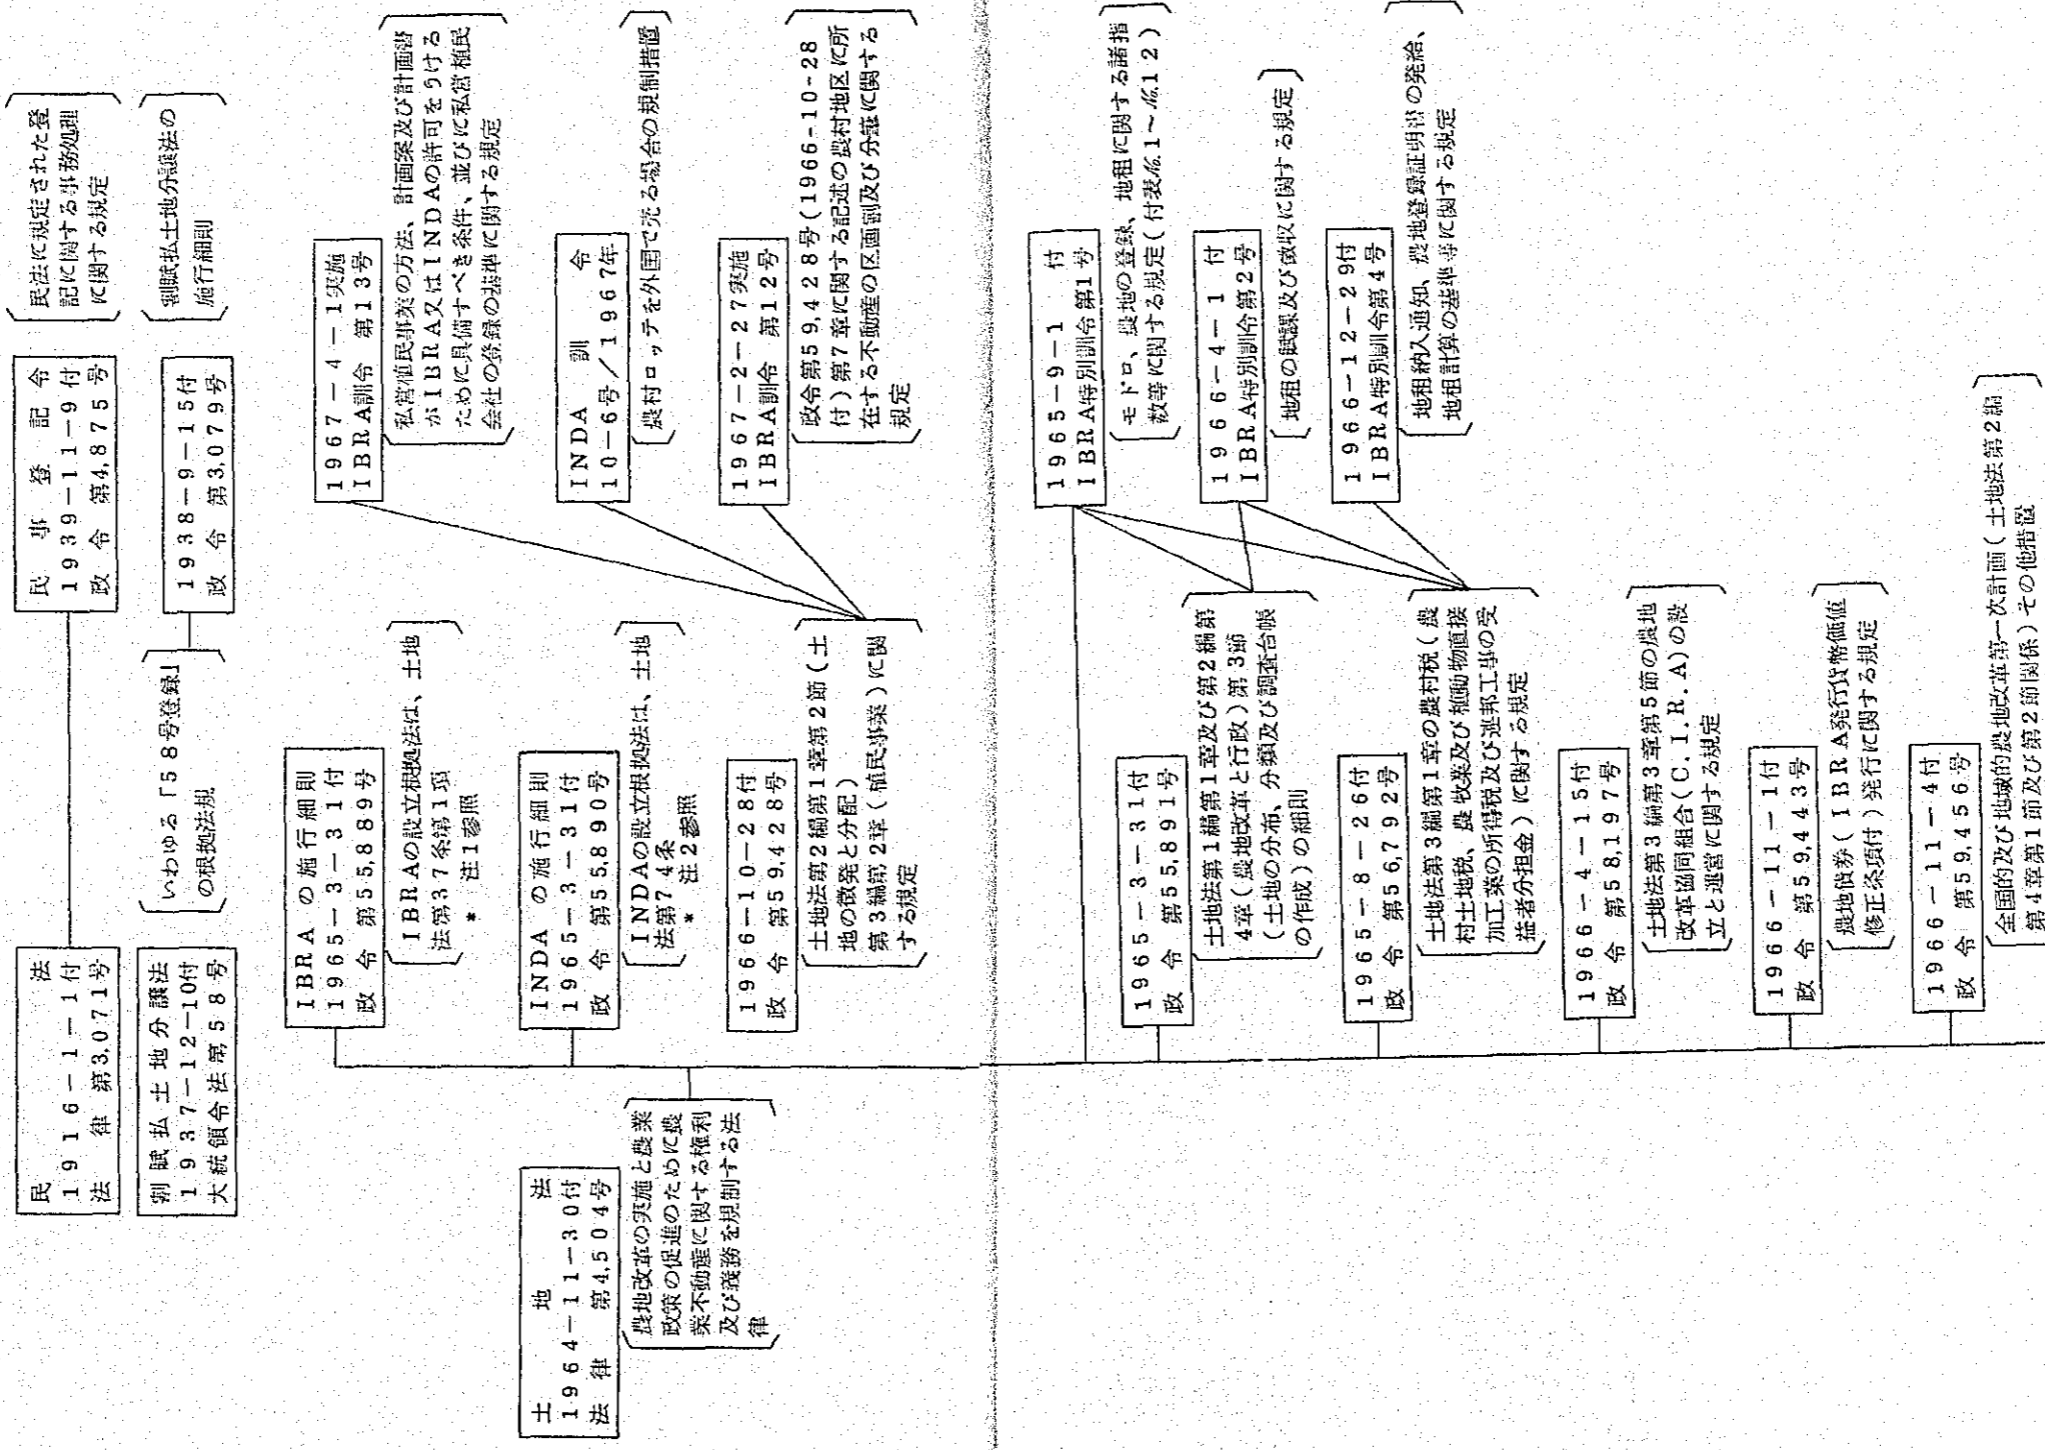 民法
1916-1-1付
法律 第3,071号
民事登記令
1939-11-9付
政令 第4,875号
民法に規定された登
記に関する事務処理
に関する規定
割賦払土地分譲法
1937-12-10付
大統領令法第58号
いわゆる「58号登録」
の根拠法規
1938-9-15付
政令 第3,079号
割賦払土地分譲法の
施行細則
土地法
1964-11-30付
法律 第4,504号
農地改革の実施と農業
政策の促進のために農
業不動産に関する権利
及び義務を規制する法
律
IBRAの施行細則
1965-3-31付
政令 第55,889号
IBRAの設立根拠法は、土地
法第37条第1項
* 注1参照
INDAの施行細則
1965-3-31付
政令 第55,890号
INDAの設立根拠法は、土地
法第74条
* 注2参照
1966-10-28付
政令 第59,428号
土地法第2編第1章第2節(土
地の徴発と分配)
第3編第2章(植民事業)に関
する規定
1967-4-1実施
IBRA訓令 第13号
私営植民事業の方法、計画案及び計画書
がIBRA又はINDAの許可をうける
ために具備すべき条件、並びに私営植民
会社の登録の基準に関する規定
INDA 訓令
10-6号/1967年
農村ロッテを外国で売る場合の規制措置
1967-2-27実施
IBRA訓令 第12号
政令第59,428号(1966-10-28
付)第7章に関する記述の農村地区に所
在する不動産の区画割及び分譲に関する
規定
1965-9-1 付
IBRA特別訓令第1号
モドロ、農地の登録、地租に関する諸指
数等に関する規定(付表№1~№12)
1966-4-1 付
IBRA特別訓令第2号
地租の賦課及び徴収に関する規定
1966-12-29付
IBRA特別訓令第4号
地租納入通知、農地登録証明書の発給、
地租計算の基準等に関する規定
1965-3-31付
政令 第55,891号
土地法第1編第1章及び第2編第
4章(農地改革と行政)第3節
(土地の分布、分類及び調査台帳
の作成)の細則
1965-8-26付
政令 第56,792号
土地法第3編第1章の農村税(農
村土地税、農牧業及び植動物直接
加工業の所得税及び連邦工事の受
益者分担金)に関する規定
1966-4-15付
政令 第58,197号
土地法第3編第3章第5節の農地
改革協同組合(C.I.R.A)の設
立と運営に関する規定
1966-11-1付
政令 第59,443号
農地債券(IBRA発行貨幣価値
修正条項付)発行に関する規定
1966-11-4付
政令 第59,456号
全国的及び地域的農地改革第一次計画(土地法第2編
第4章第1節及び第2節関係)その他措置